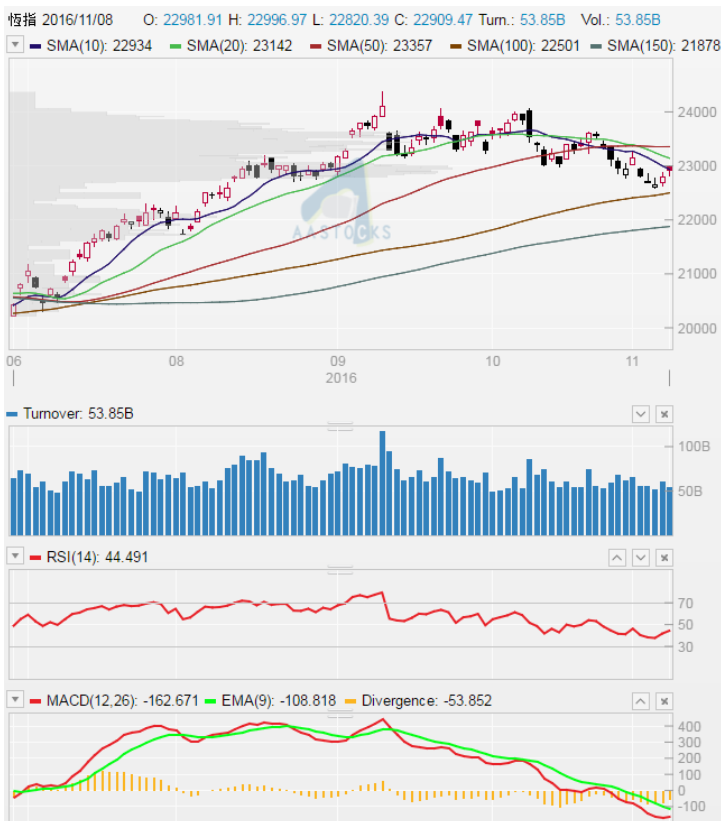 恆指 2016/11/08 O: 22981.91 H: 22996.97 L: 22820.39 C: 22909.47 Turn.: 53.85B Vol.: 53.85B
SMA(10): 22934 SMA(20): 23142 SMA(50): 23357 SMA(100): 22501 SMA(150): 21878
24000
23000
AASTOCKS
22000
21000
20000
06 08 09 10 11
2016
Turnover: 53.85B
100B
50B
RSI(14): 44.491
70
50
30
MACD(12,26): -162.671 EMA(9): -108.818 Divergence: -53.852
400
300
200
100
0
-100